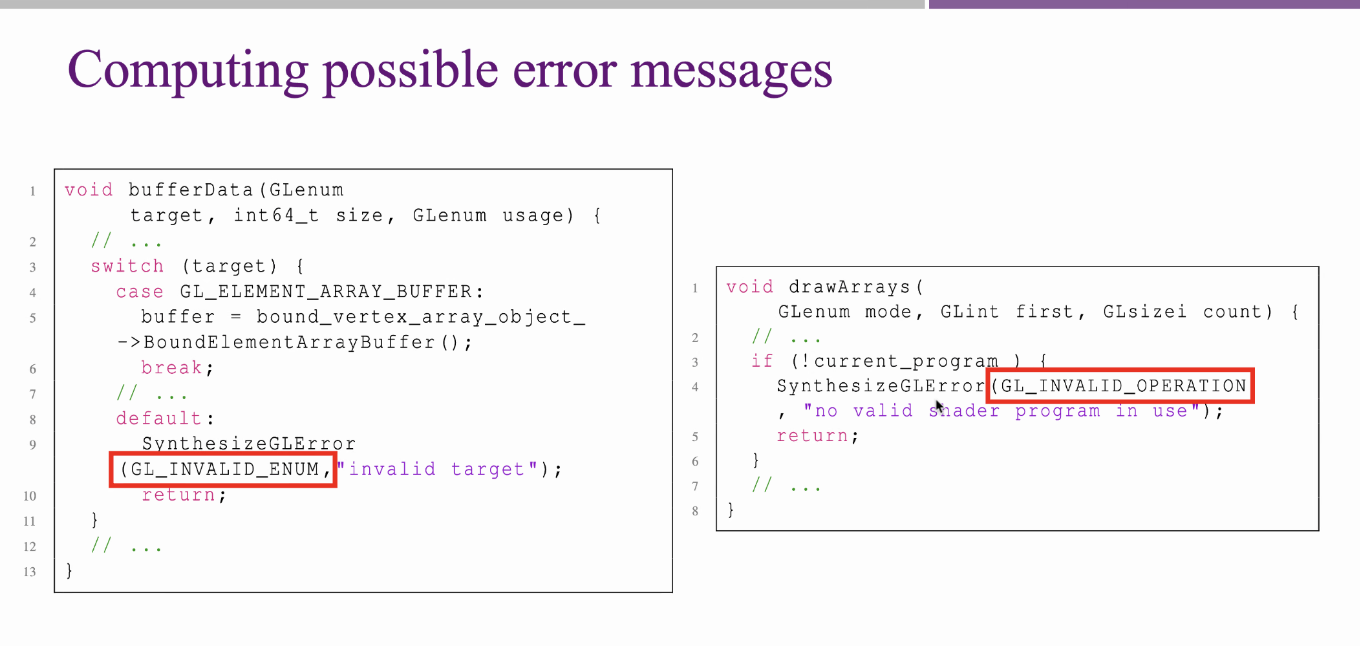 Computing possible error messages
1 void bufferData(GLenum
target, int64_t size, GLenum usage) {
2 // ...
3 switch (target) {
4 case GL_ELEMENT_ARRAY_BUFFER:
5 buffer = bound_vertex_array_object_
->BoundElementArrayBuffer();
6 break;
7 // ...
8 default:
9 SynthesizeGLError
(GL_INVALID_ENUM,"invalid target");
10 return;
11 }
12 // ...
13 }
1 void drawArrays(
GLenum mode, GLint first, GLsizei count) {
2 // ...
3 if (!current_program_) {
4 SynthesizeGLError(GL_INVALID_OPERATION
, "no valid shader program in use");
5 return;
6 }
7 // ...
8 }